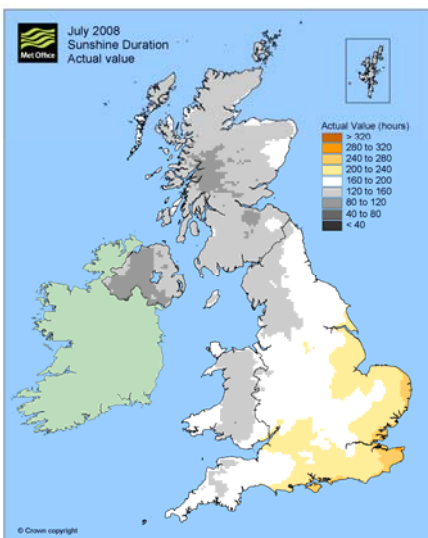 Met Office
July 2008
Sunshine Duration
Actual value
Actual Value (hours)
> 320
280 to 320
240 to 280
200 to 240
160 to 200
120 to 160
80 to 120
40 to 80
< 40
© Crown copyright